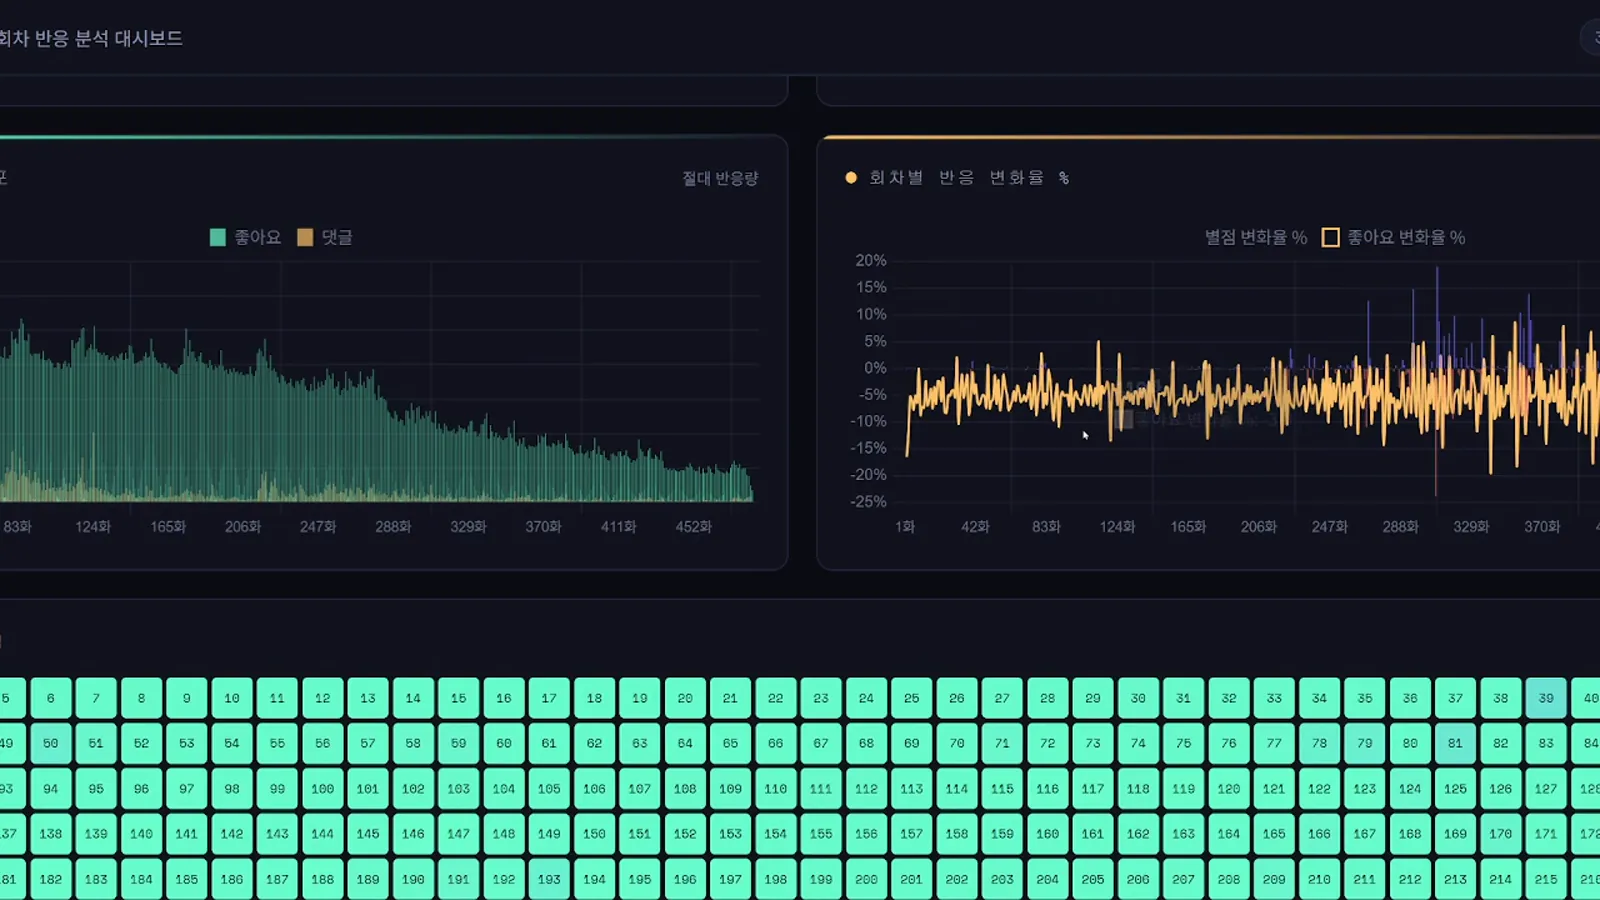 회차 반응 분석 대시보드
포
절대 반응량
좋아요 댓글
83화 124화 165화 206화 247화 288화 329화 370화 411화 452화
회차별 반응 변화율 %
별점 변화율 % 좋아요 변화율 %
20%
15%
10%
5%
0%
-5%
-10%
-15%
-20%
-25%
1화 42화 83화 124화 165화 206화 247화 288화 329화 370화
5 6 7 8 9 10 11 12 13 14 15 16 17 18 19 20 21 22 23 24 25 26 27 28 29 30 31 32 33 34 35 36 37 38 39 40
49 50 51 52 53 54 55 56 57 58 59 60 61 62 63 64 65 66 67 68 69 70 71 72 73 74 75 76 77 78 79 80 81 82 83 84
93 94 95 96 97 98 99 100 101 102 103 104 105 106 107 108 109 110 111 112 113 114 115 116 117 118 119 120 121 122 123 124 125 126 127 128
137 138 139 140 141 142 143 144 145 146 147 148 149 150 151 152 153 154 155 156 157 158 159 160 161 162 163 164 165 166 167 168 169 170 171 172
181 182 183 184 185 186 187 188 189 190 191 192 193 194 195 196 197 198 199 200 201 202 203 204 205 206 207 208 209 210 211 212 213 214 215 216